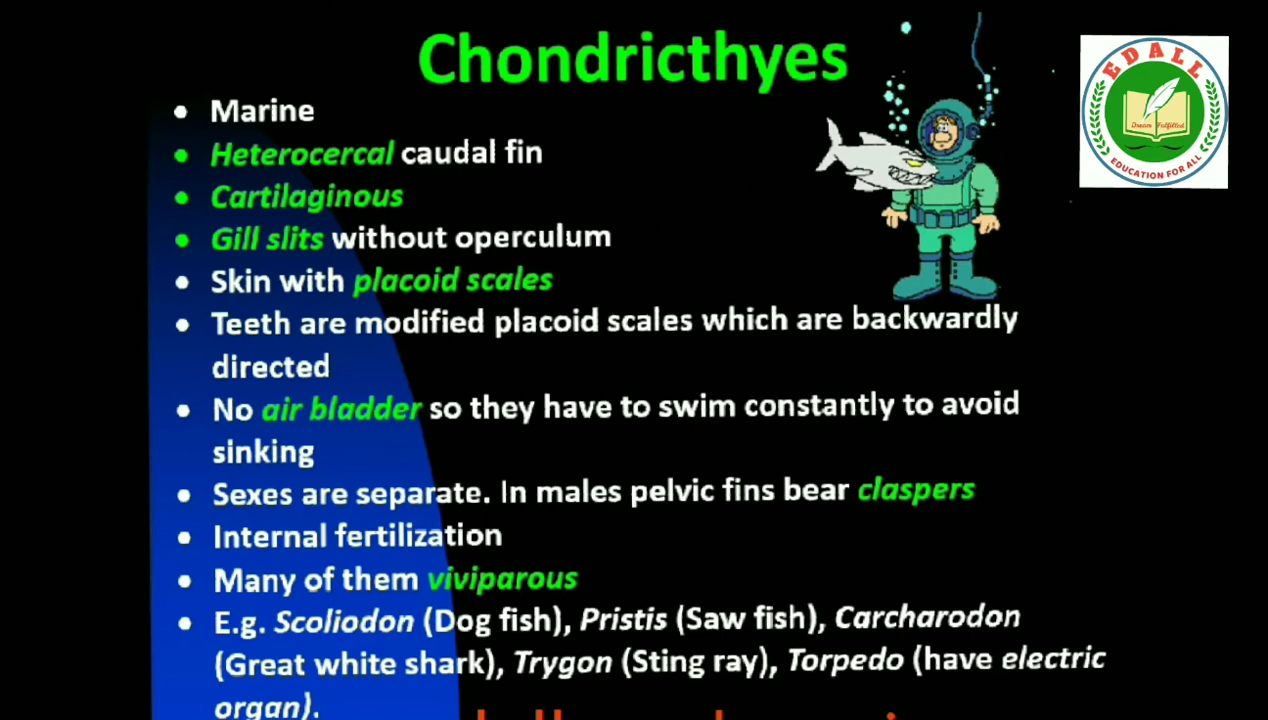 Chondricthyes
EDALL
Dream Fulfilled
EDUCATION FOR ALL
• Marine
• Heterocercal caudal fin
• Cartilaginous
• Gill slits without operculum
• Skin with placoid scales
• Teeth are modified placoid scales which are backwardly
directed
• No air bladder so they have to swim constantly to avoid
sinking
• Sexes are separate. In males pelvic fins bear claspers
• Internal fertilization
• Many of them viviparous
• E.g. Scoliodon (Dog fish), Pristis (Saw fish), Carcharodon
(Great white shark), Trygon (Sting ray), Torpedo (have electric
organ).